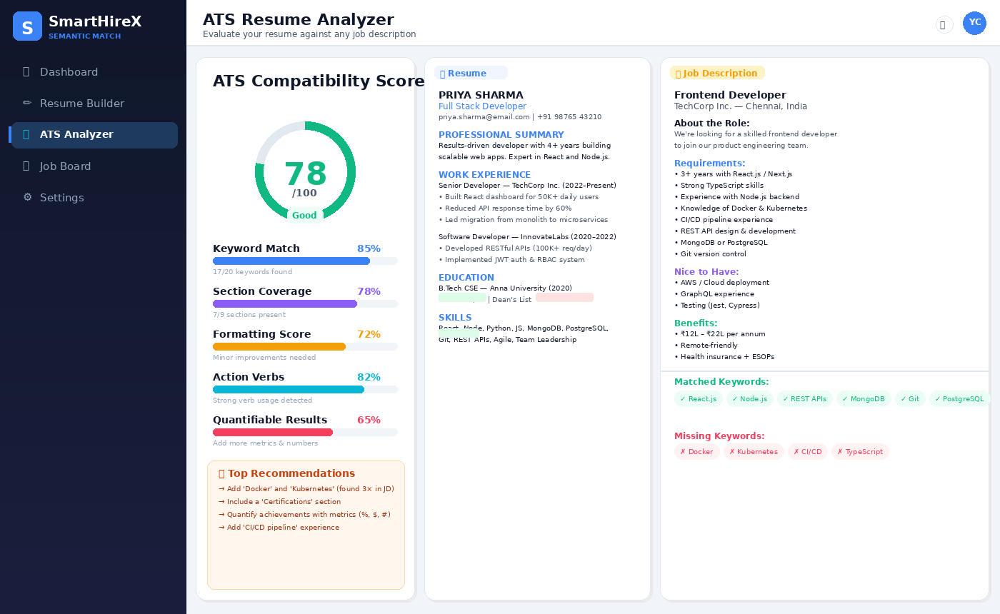 S
SmartHireX
SEMANTIC MATCH
Dashboard
Resume Builder
ATS Analyzer
Job Board
Settings
ATS Resume Analyzer
Evaluate your resume against any job description
YC
ATS Compatibility Score
78
/100
Good
Keyword Match 85%
17/20 keywords found
Section Coverage 78%
7/9 sections present
Formatting Score 72%
Minor improvements needed
Action Verbs 82%
Strong verb usage detected
Quantifiable Results 65%
Add more metrics & numbers
Top Recommendations
→ Add 'Docker' and 'Kubernetes' (found 3× in JD)
→ Include a 'Certifications' section
→ Quantify achievements with metrics (%, $, #)
→ Add 'CI/CD pipeline' experience
Resume
PRIYA SHARMA
Full Stack Developer
priya.sharma@email.com | +91 98765 43210
PROFESSIONAL SUMMARY
Results-driven developer with 4+ years building
scalable web apps. Expert in React and Node.js.
WORK EXPERIENCE
Senior Developer — TechCorp Inc. (2022–Present)
• Built React dashboard for 50K+ daily users
• Reduced API response time by 60%
• Led migration from monolith to microservices
Software Developer — InnovateLabs (2020–2022)
• Developed RESTful APIs (100K+ req/day)
• Implemented JWT auth & RBAC system
EDUCATION
B.Tech CSE — Anna University (2020)
| Dean's List
SKILLS
React, Node, Python, JS, MongoDB, PostgreSQL,
Git, REST APIs, Agile, Team Leadership
Job Description
Frontend Developer
TechCorp Inc. — Chennai, India
About the Role:
We're looking for a skilled frontend developer
to join our product engineering team.
Requirements:
• 3+ years with React.js / Next.js
• Strong TypeScript skills
• Experience with Node.js backend
• Knowledge of Docker & Kubernetes
• CI/CD pipeline experience
• REST API design & development
• MongoDB or PostgreSQL
• Git version control
Nice to Have:
• AWS / Cloud deployment
• GraphQL experience
• Testing (Jest, Cypress)
Benefits:
• ₹12L – ₹22L per annum
• Remote-friendly
• Health insurance + ESOPs
Matched Keywords:
✓ React.js ✓ Node.js ✓ REST APIs ✓ MongoDB ✓ Git ✓ PostgreSQL
Missing Keywords:
✗ Docker ✗ Kubernetes ✗ CI/CD ✗ TypeScript